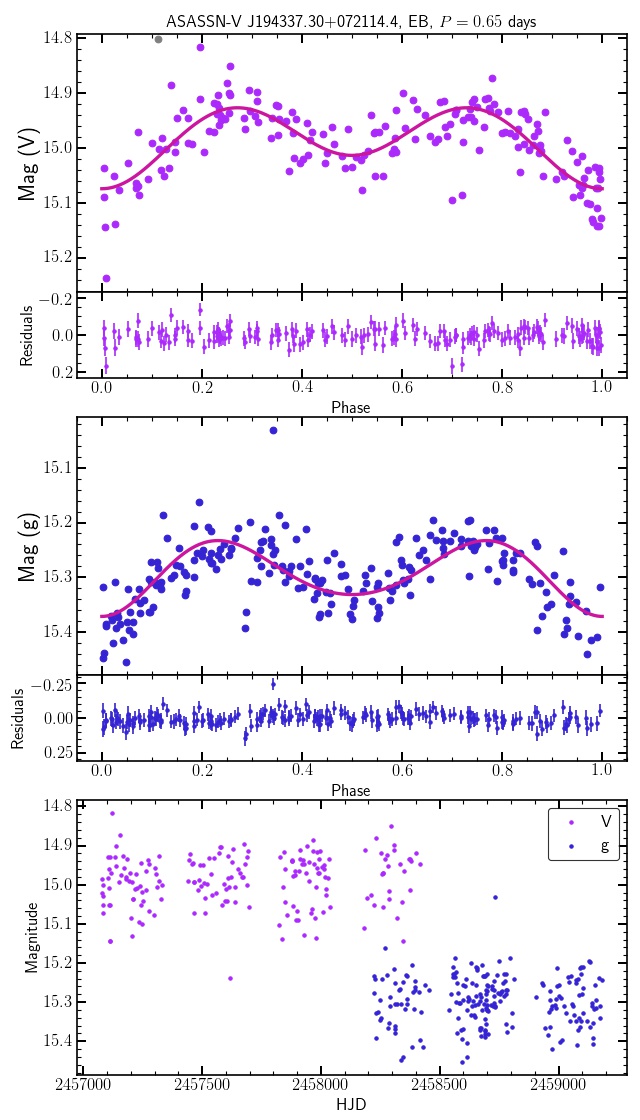 ASASSN-V J194337.30+072114.4, EB, P = 0.65 days
14.8
14.9
15.0
15.1
15.2
Mag (V)
−0.2
0.0
0.2
Residuals
0.0 0.2 0.4 0.6 0.8 1.0
Phase
15.1
15.2
15.3
15.4
Mag (g)
−0.25
0.00
0.25
Residuals
0.0 0.2 0.4 0.6 0.8 1.0
Phase
14.8
14.9
15.0
15.1
15.2
15.3
15.4
Magnitude
V
g
2457000 2457500 2458000 2458500 2459000
HJD